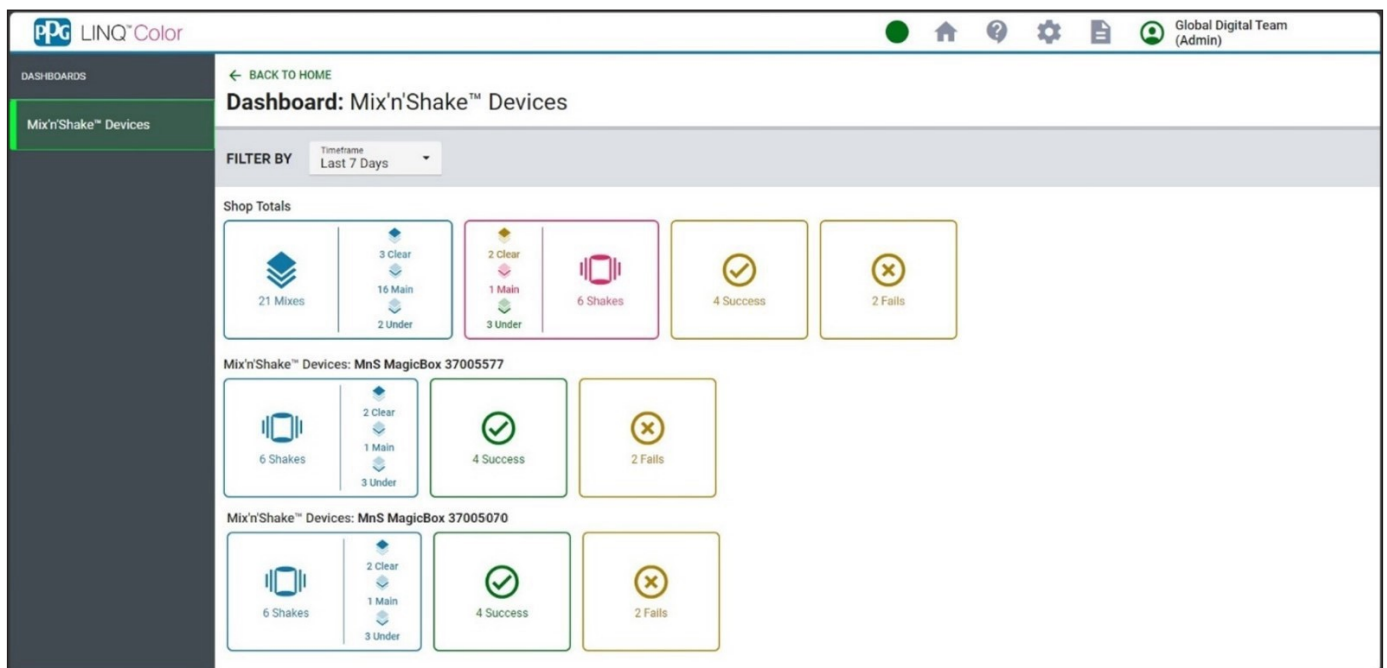 PPG LINQ™Color
Global Digital Team
(Admin)
DASHBOARDS
Mix'n'Shake™ Devices
← BACK TO HOME
Dashboard: Mix'n'Shake™ Devices
FILTER BY
Timeframe
Last 7 Days
Shop Totals
21 Mixes
3 Clear
16 Main
2 Under
2 Clear
1 Main
3 Under
6 Shakes
4 Success
2 Fails
Mix'n'Shake™ Devices: MnS MagicBox 37005577
6 Shakes
2 Clear
1 Main
3 Under
4 Success
2 Fails
Mix'n'Shake™ Devices: MnS MagicBox 37005070
6 Shakes
2 Clear
1 Main
3 Under
4 Success
2 Fails